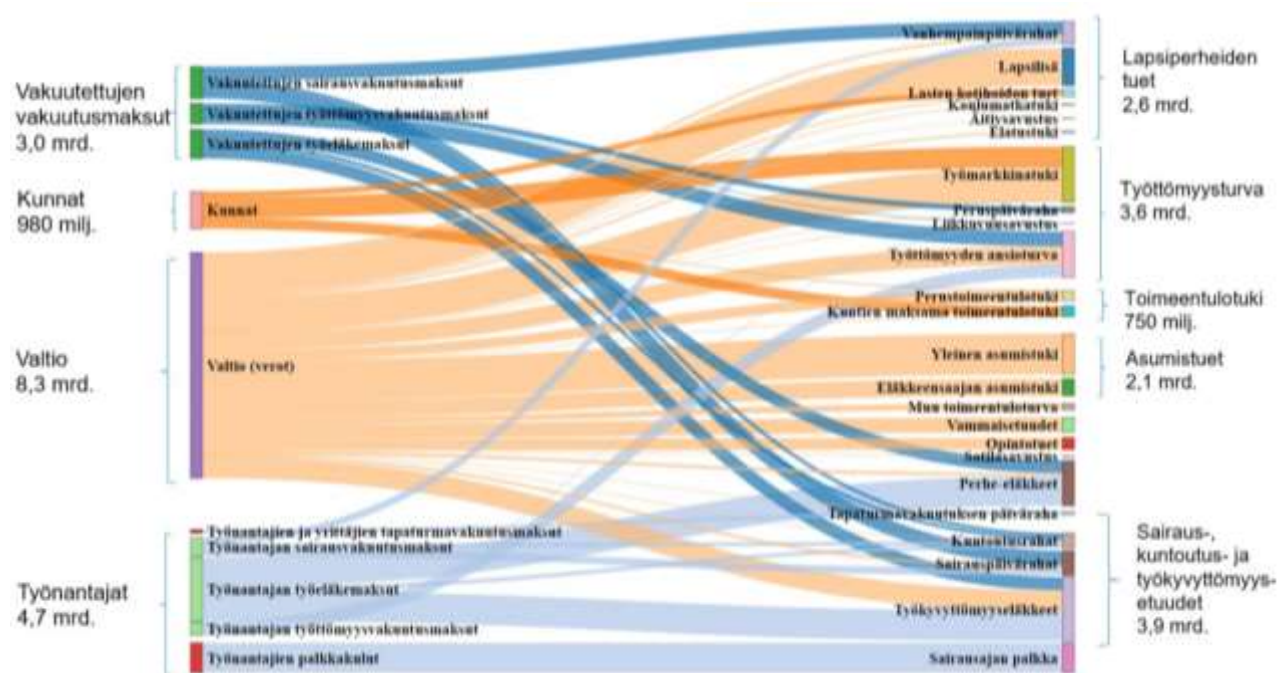 Vakuutettujen
vakuutusmaksut
3,0 mrd.
Kunnat
980 milj.
Valtio
8,3 mrd.
Työnantajat
4,7 mrd.
Vakuutettujen sairausvakuutusmaksut
Vakuutettujen työttömyysvakuutusmaksut
Vakuutettujen työeläkemaksut
Kunnat
Valtio (verot)
Työnantajien ja yrittäjien tapaturmavakuutusmaksut
Työnantajan sairausvakuutusmaksut
Työnantajan työeläkemaksut
Työnantajan työttömyysvakuutusmaksut
Työnantajien palkkakulut
Vanhempainpäivärahat
Lapsilisä
Lasten kotihoidon tuet
Koulumatkatuki
Äitiysavustus
Elatustuki
Työmarkkinatuki
Peruspäiväraha
Liikkuvuusavustus
Työttömyyden ansioturva
Perustoimeentulotuki
Kuntien maksama toimeentulotuki
Yleinen asumistuki
Eläkkeensaajan asumistuki
Muu toimeentuloturva
Vammaisetuudet
Opintotuet
Sotilasavustus
Perhe-eläkkeet
Tapaturmavakuutuksen päiväraha
Kuntoutusrahat
Sairauspäivärahat
Työkyvyttömyyseläkkeet
Sairausajan palkka
Lapsiperheiden
tuet
2,6 mrd.
Työttömyysturva
3,6 mrd.
Toimeentulotuki
750 milj.
Asumistuet
2,1 mrd.
Sairaus-,
kuntoutus- ja
työkyvyttömyys-
etuudet
3,9 mrd.